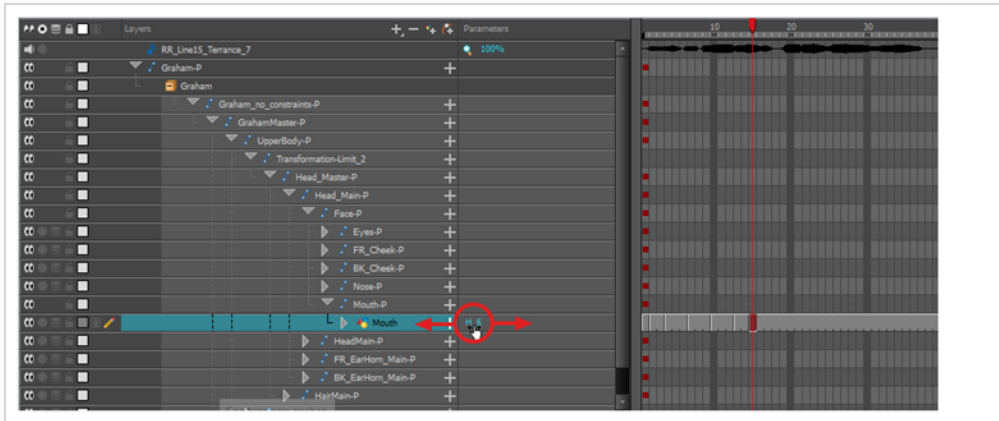 Layers Parameters 10 20 30
RR_Line15_Terrance_7 100%
Graham-P
Graham
Graham_no_constraints-P
GrahamMaster-P
UpperBody-P
Transformation-Limit_2
Head_Master-P
Head_Main-P
Face-P
Eyes-P
FR_Cheek-P
BK_Cheek-P
Nose-P
Mouth-P
Mouth
HeadMain-P
FR_EarHorn_Main-P
BK_EarHorn_Main-P
HairMain-P